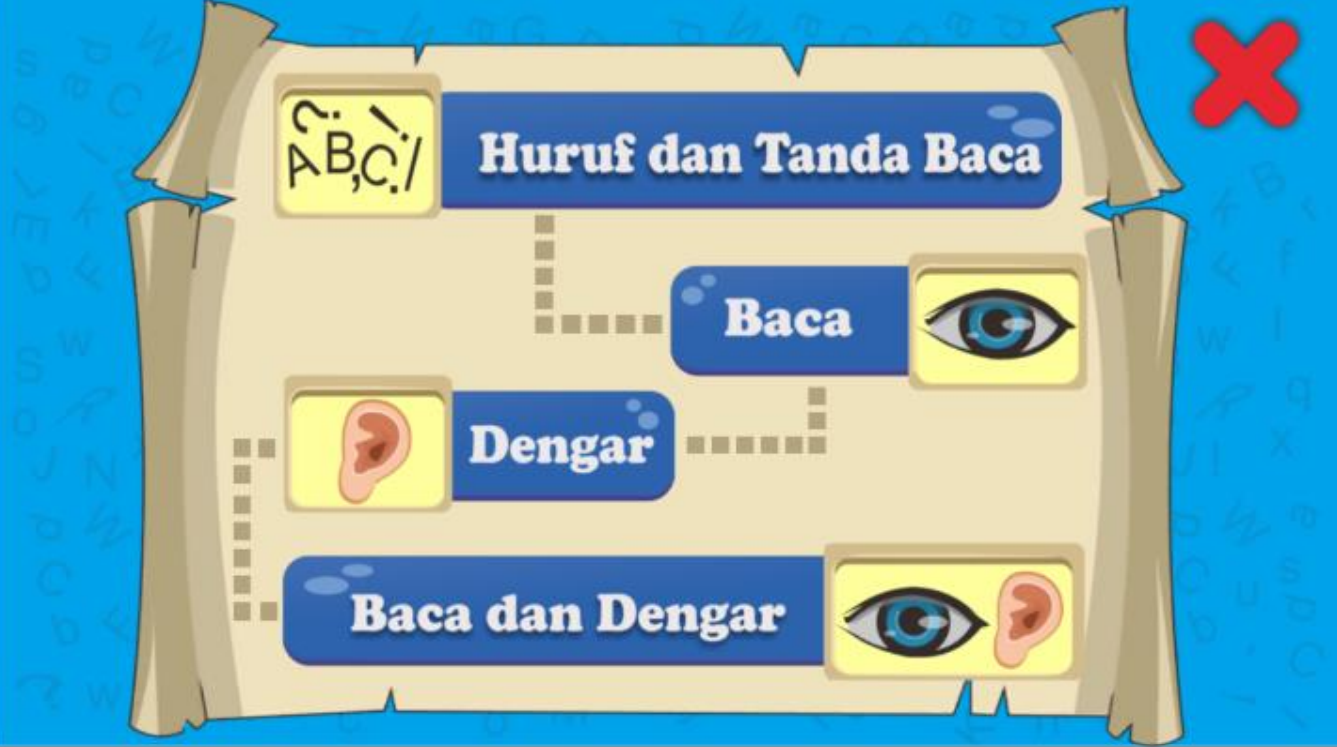 ? ! A B , C . /
Huruf dan Tanda Baca
Baca
Dengar
Baca dan Dengar